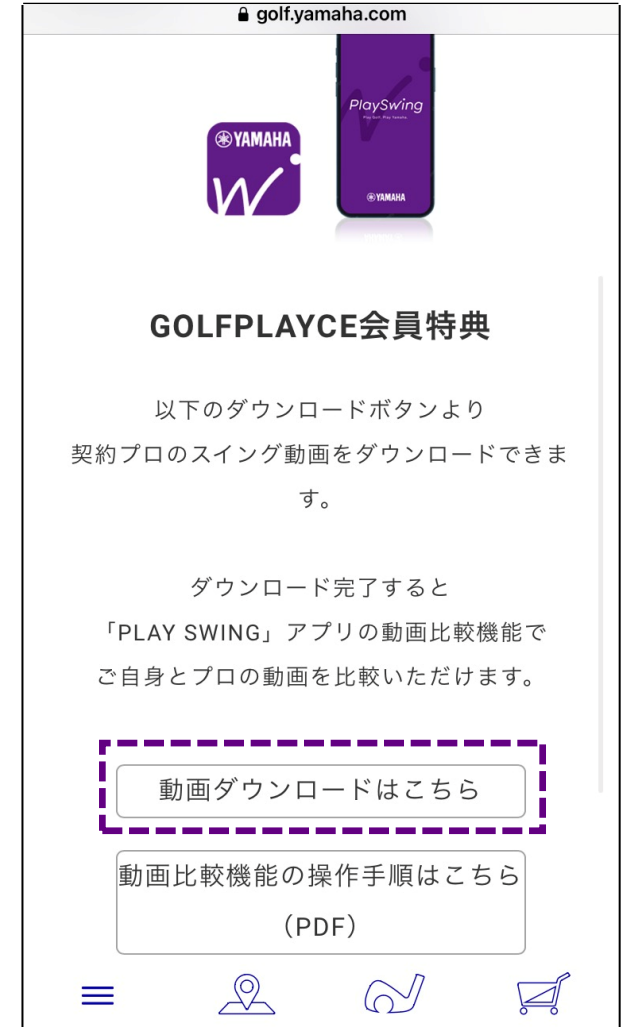 golf.yamaha.com
PlaySwing
Play Golf. Play Yamaha.
YAMAHA
YAMAHA
GOLFPLAYCE会員特典
以下のダウンロードボタンより
契約プロのスイング動画をダウンロードできま
す。
ダウンロード完了すると
「PLAY SWING」アプリの動画比較機能で
ご自身とプロの動画を比較いただけます。
動画ダウンロードはこちら
動画比較機能の操作手順はこちら
（PDF）